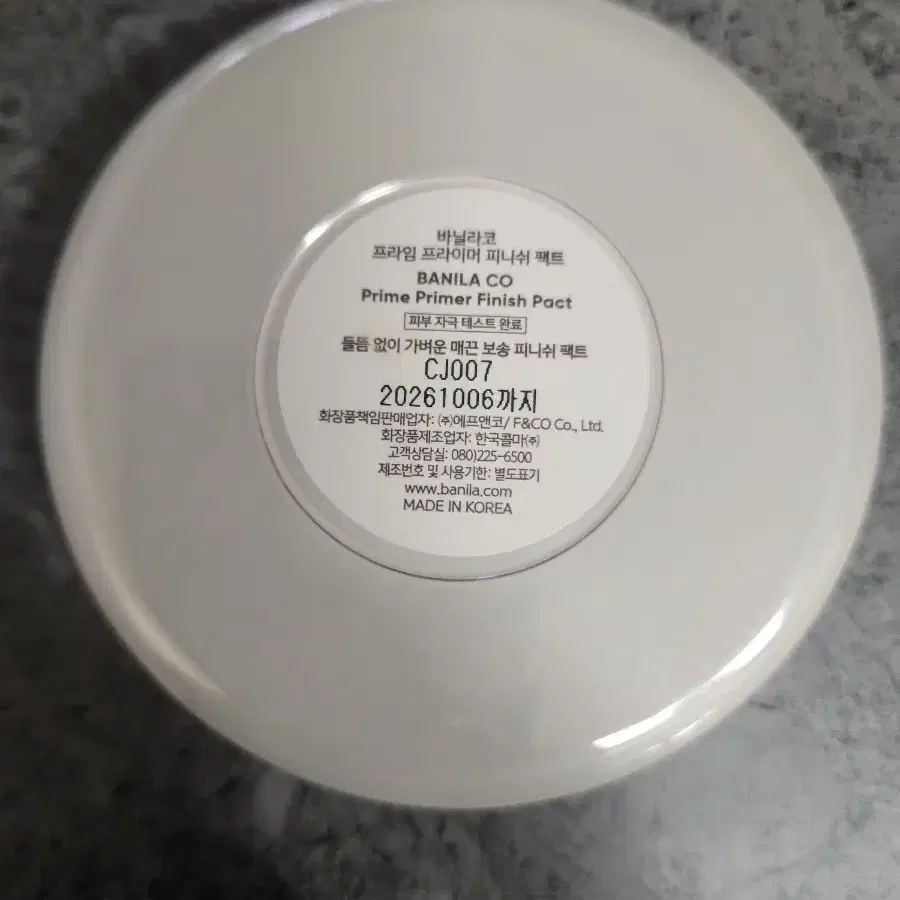 바닐라코
프라임 프라이머 피니쉬 팩트
BANILA CO
Prime Primer Finish Pact
피부 자극 테스트 완료
들뜸 없이 가벼운 매끈 보송 피니쉬 팩트
CJ007
20261006까지
화장품책임판매업자: ㈜에프앤코/ F&CO Co., Ltd.
화장품제조업자: 한국콜마㈜
고객상담실: 080)225-6500
제조번호 및 사용기한: 별도표기
www.banila.com
MADE IN KOREA